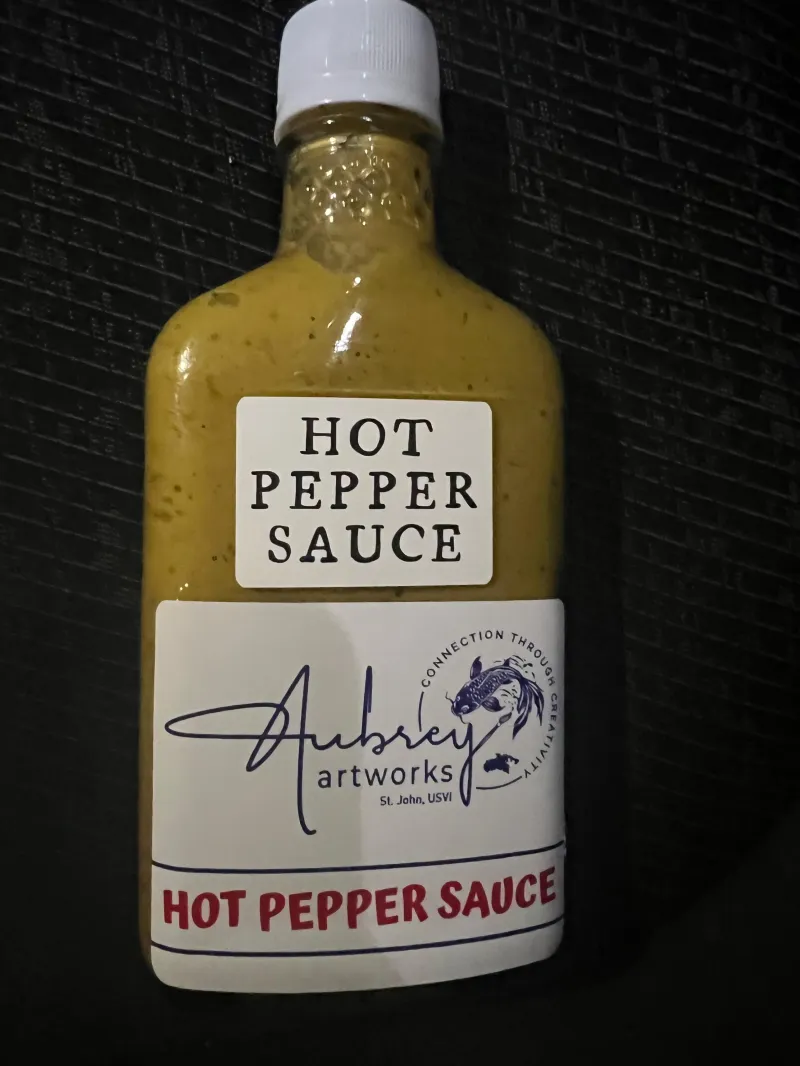 HOT
PEPPER
SAUCE
CONNECTION THROUGH CREATIVITY
Aubrey
artworks
St. John, USVI
HOT PEPPER SAUCE